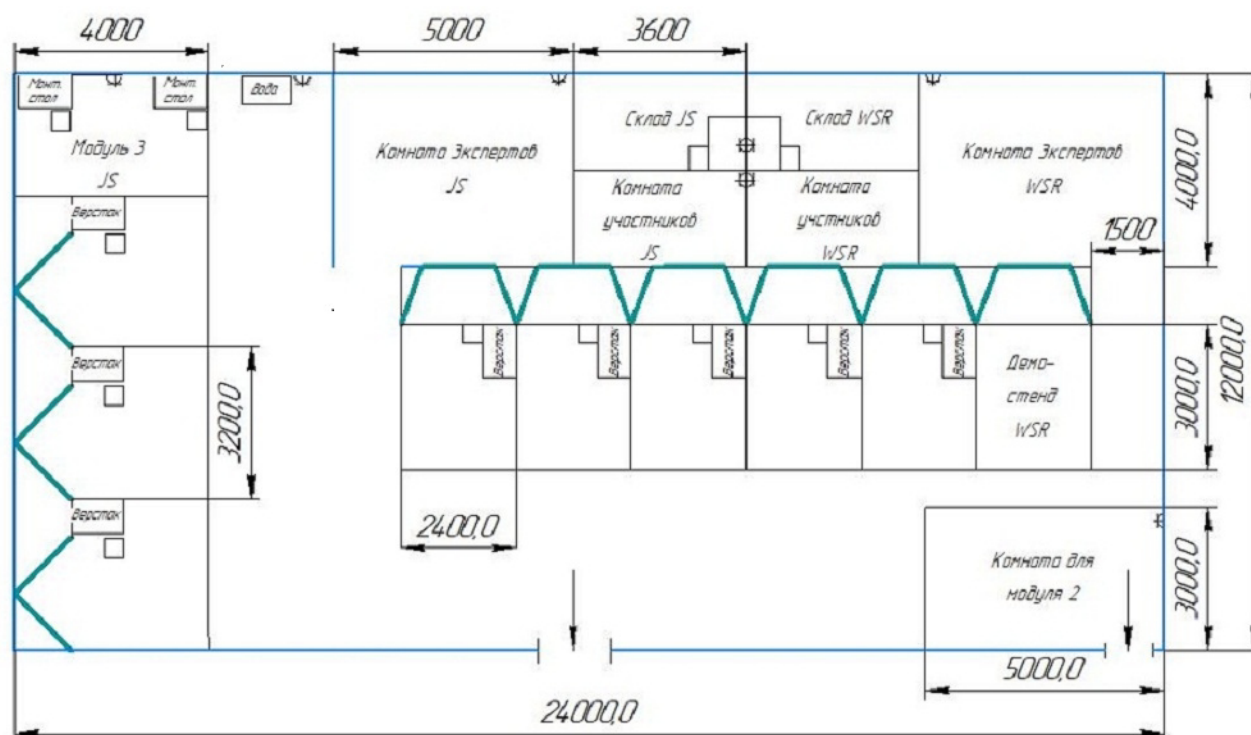 4000
5000
3600
Монт.
стол
Монт.
стол
Вода
Модуль 3
JS
Комната Экспертов
JS
Склад JS
Склад WSR
Комната Экспертов
WSR
4000,0
Комната
участников
JS
Комната
учстников
WSR
1500
Верстак
Верстак
Верстак
3200,0
Верстак
Верстак
Верстак
Верстак
Верстак
Демо-
стенд
WSR
3000,0
12000,0
2400,0
Комната для
модуля 2
3000,0
5000,0
24000,0